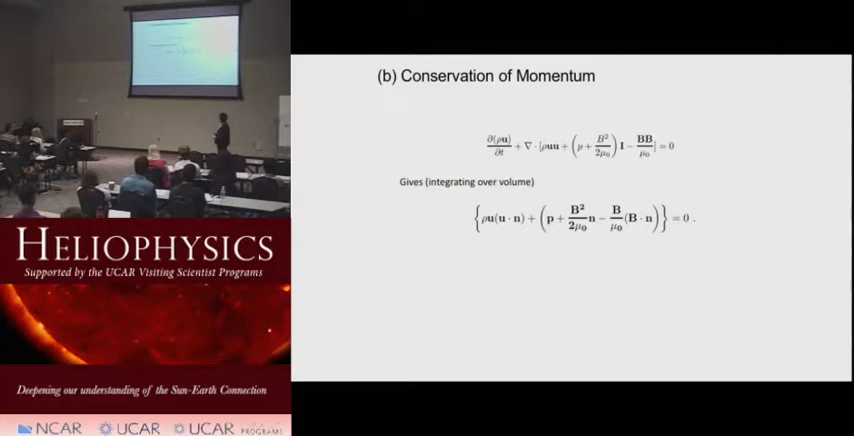 HELIOPHYSICS
Supported by the UCAR Visiting Scientist Programs
Deepening our understanding of the Sun-Earth Connection
NCAR UCAR UCAR PROGRAMS
(b) Conservation of Momentum
∂(ρu)/∂t + ∇ · [ρuu + (p + B²/2μ₀) I − BB/μ₀] = 0
Gives (integrating over volume)
{ρu(u · n) + (p + B²/2μ₀ n − B/μ₀ (B · n))} = 0 .